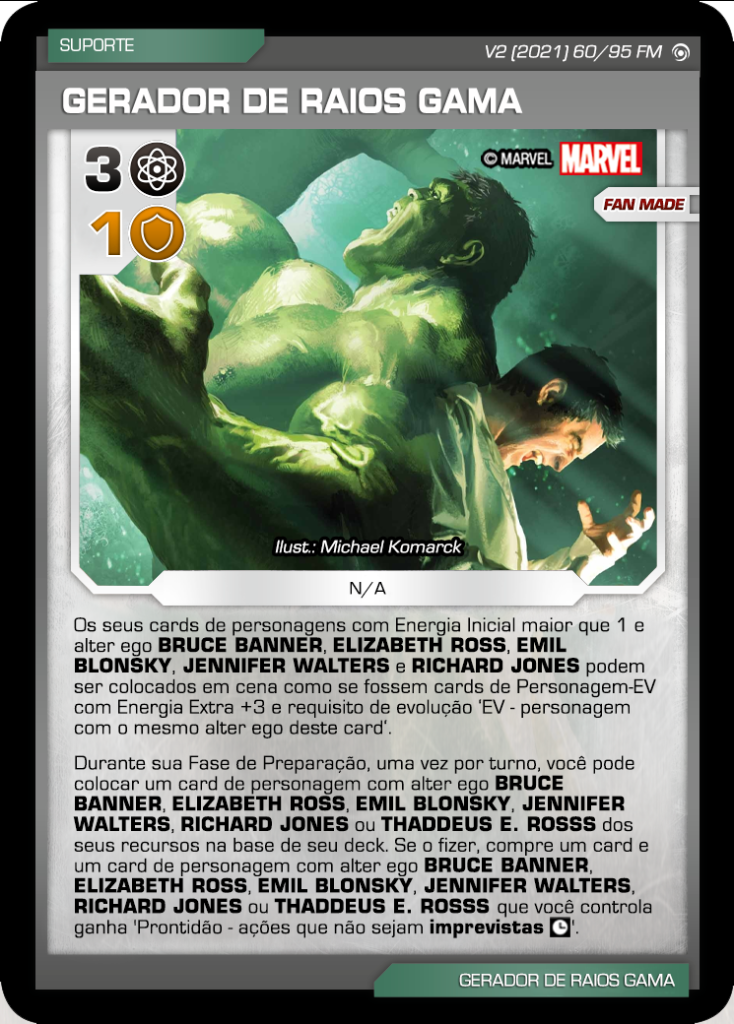 SUPORTE
V2 (2021) 60/95 FM
GERADOR DE RAIOS GAMA
3
© MARVEL MARVEL
FAN MADE
1
Ilust.: Michael Komarck
N/A
Os seus cards de personagens com Energia Inicial maior que 1 e
alter ego BRUCE BANNER, ELIZABETH ROSS, EMIL
BLONSKY, JENNIFER WALTERS e RICHARD JONES podem
ser colocados em cena como se fossem cards de Personagem-EV
com Energia Extra +3 e requisito de evolução ‘EV - personagem
com o mesmo alter ego deste card‘.
Durante sua Fase de Preparação, uma vez por turno, você pode
colocar um card de personagem com alter ego BRUCE
BANNER, ELIZABETH ROSS, EMIL BLONSKY, JENNIFER
WALTERS, RICHARD JONES ou THADDEUS E. ROSSS dos
seus recursos na base de seu deck. Se o fizer, compre um card e
um card de personagem com alter ego BRUCE BANNER,
ELIZABETH ROSS, EMIL BLONSKY, JENNIFER WALTERS,
RICHARD JONES ou THADDEUS E. ROSSS que você controla
ganha 'Prontidão - ações que não sejam imprevistas '.
GERADOR DE RAIOS GAMA